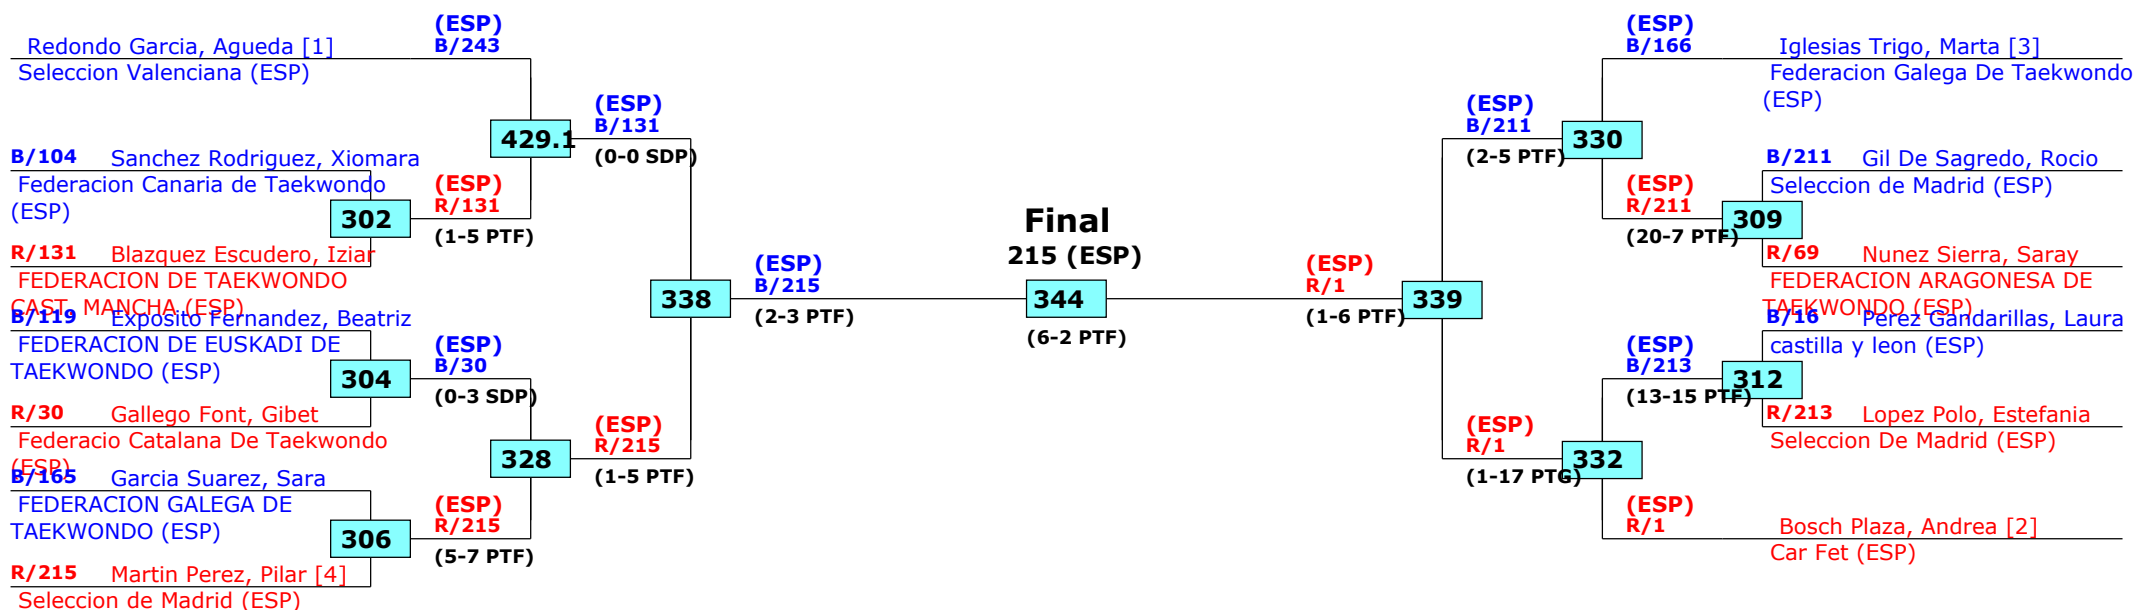 (ESP)
B/243
Redondo Garcia, Agueda [1]
Seleccion Valenciana (ESP)
429.1
(ESP)
B/131
(0-0 SDP)
B/104 Sanchez Rodriguez, Xiomara
Federacion Canaria de Taekwondo
(ESP)
302
(ESP)
R/131
(1-5 PTF)
R/131 Blazquez Escudero, Iziar
FEDERACION DE TAEKWONDO
CAST. MANCHA (ESP)
338
(ESP)
B/215
(2-3 PTF)
B/119 Exposito Fernandez, Beatriz
FEDERACION DE EUSKADI DE
TAEKWONDO (ESP)
304
(ESP)
B/30
(0-3 SDP)
R/30 Gallego Font, Gibet
Federacio Catalana De Taekwondo
(ESP)
328
(ESP)
R/215
(1-5 PTF)
B/165 Garcia Suarez, Sara
FEDERACION GALEGA DE
TAEKWONDO (ESP)
306
(ESP)
R/215
(5-7 PTF)
R/215 Martin Perez, Pilar [4]
Seleccion de Madrid (ESP)
Final
215 (ESP)
344
(6-2 PTF)
(ESP)
R/1
(1-6 PTF)
339
(ESP)
B/211
(2-5 PTF)
330
(ESP)
B/166
Iglesias Trigo, Marta [3]
Federacion Galega De Taekwondo
(ESP)
B/211 Gil De Sagredo, Rocio
Seleccion de Madrid (ESP)
(ESP)
R/211
(20-7 PTF)
309
R/69 Nunez Sierra, Saray
FEDERACION ARAGONESA DE
TAEKWONDO (ESP)
B/16 Perez Gandarillas, Laura
castilla y leon (ESP)
(ESP)
B/213
(13-15 PTF)
312
R/213 Lopez Polo, Estefania
Seleccion De Madrid (ESP)
(ESP)
R/1
(1-17 PTG)
332
(ESP)
R/1
Bosch Plaza, Andrea [2]
Car Fet (ESP)